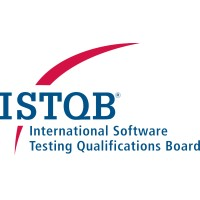 ISTQB®
International Software
Testing Qualifications Board